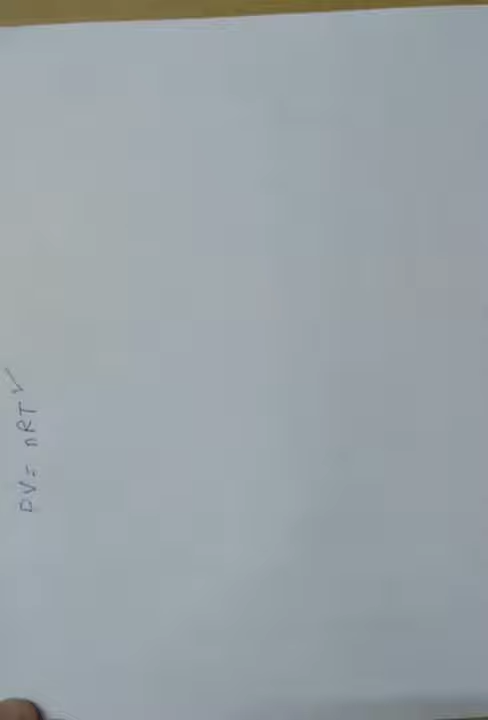 PV = nRT ✓